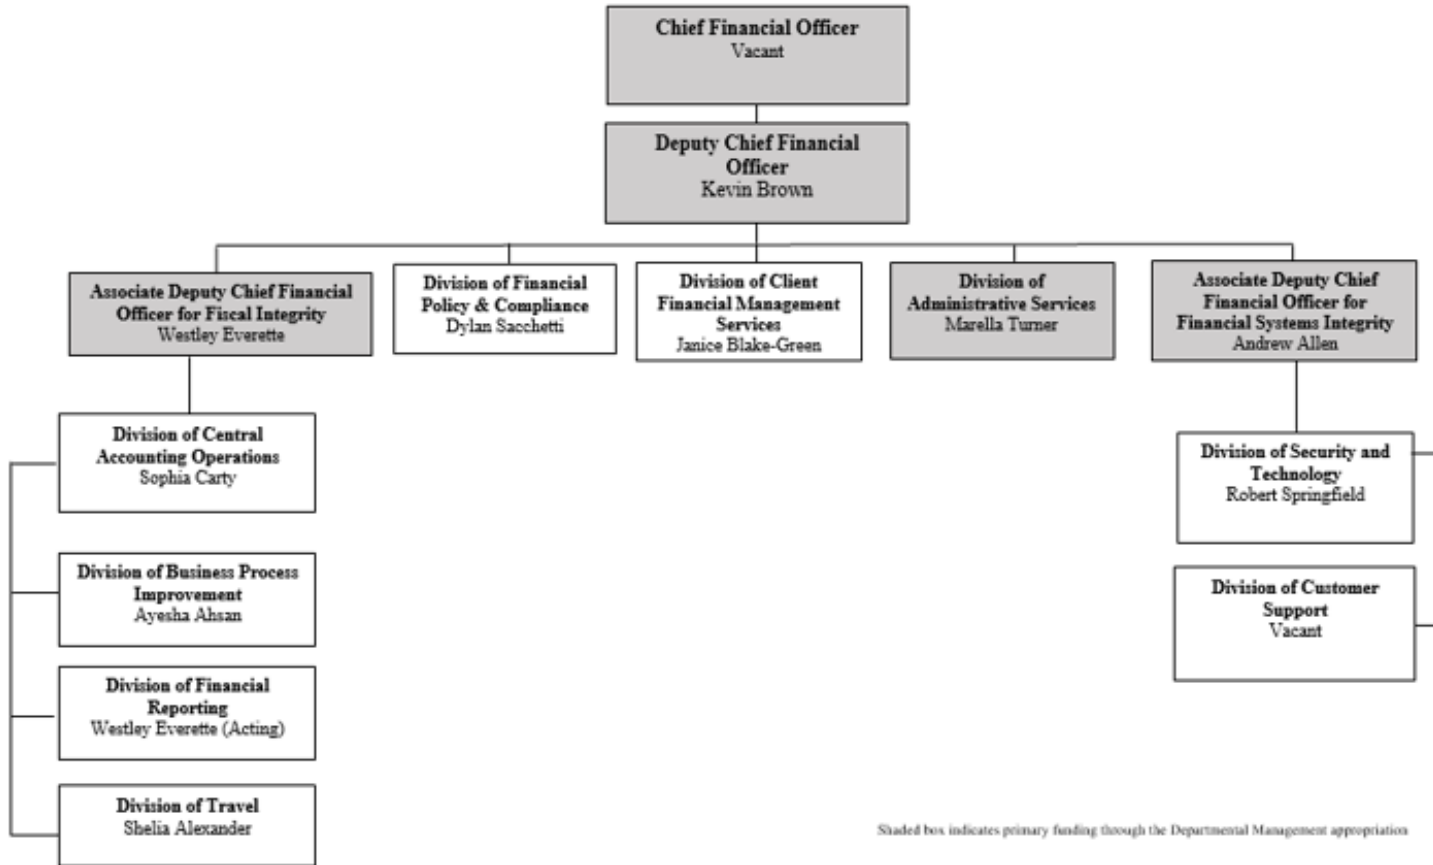 Chief Financial Officer
Vacant
Deputy Chief Financial
Officer
Kevin Brown
Associate Deputy Chief Financial
Officer for Fiscal Integrity
Westley Everette
Division of Financial
Policy & Compliance
Dylan Sacchetti
Division of Client
Financial Management
Services
Janice Blake-Green
Division of
Administrative Services
Marella Turner
Associate Deputy Chief
Financial Officer for
Financial Systems Integrity
Andrew Allen
Division of Central
Accounting Operations
Sophia Carty
Division of Business Process
Improvement
Ayesha Ahsan
Division of Financial
Reporting
Westley Everette (Acting)
Division of Travel
Shelia Alexander
Division of Security and
Technology
Robert Springfield
Division of Customer
Support
Vacant
Shaded box indicates primary funding through the Departmental Management appropriation